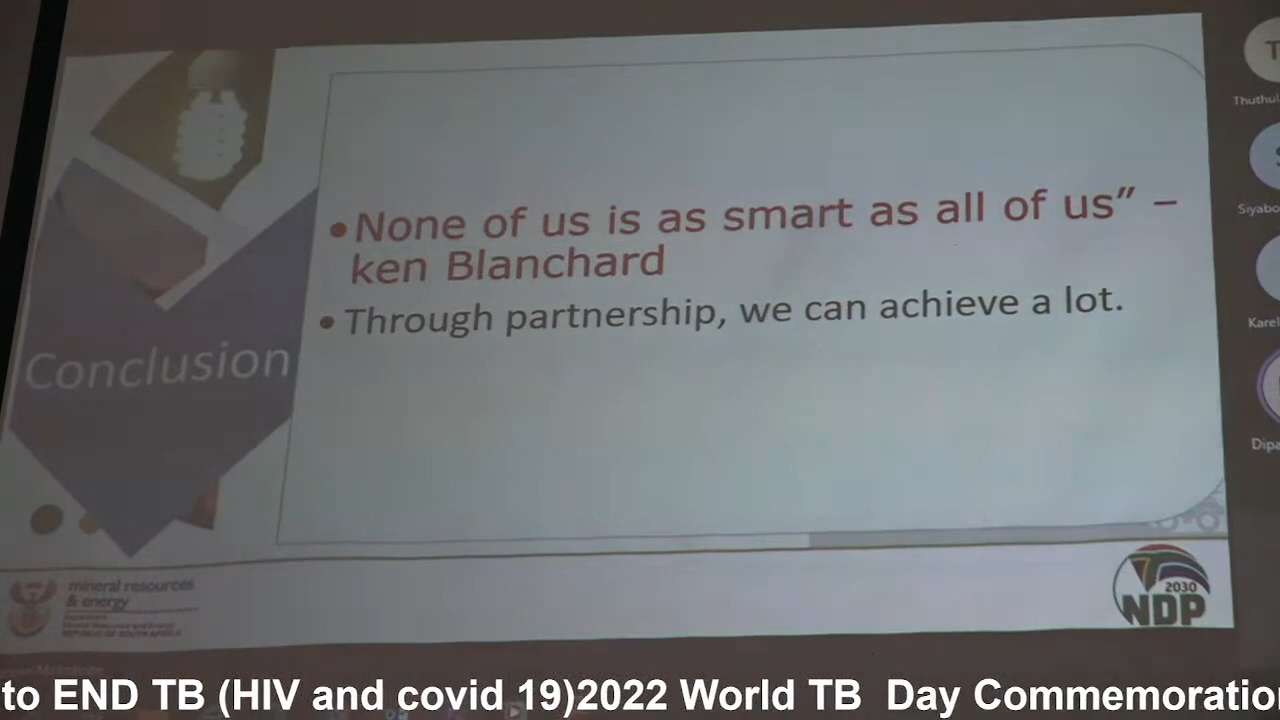 •None of us is as smart as all of us” –
ken Blanchard
• Through partnership, we can achieve a lot.
Conclusion
mineral resources
& energy
Department:
Mineral Resources and Energy
REPUBLIC OF SOUTH AFRICA
2030
NDP
T
Thuthul
S
Siyabo
Karel
Dipa
to END TB (HIV and covid 19)2022 World TB  Day Commemoration